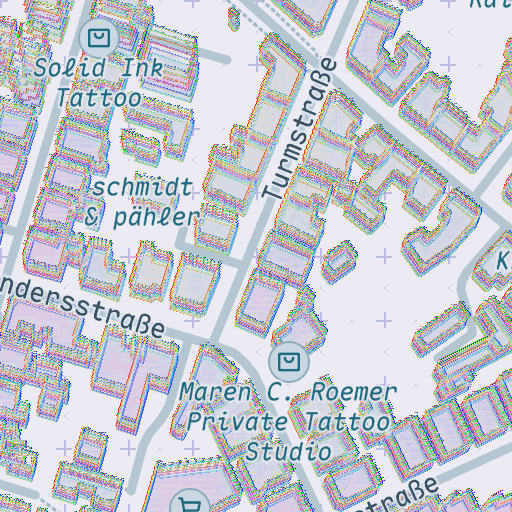 Solid Ink
Tattoo
Turmstraße
schmidt
& pähler
ndersstraße
Maren C. Roemer
Private Tattoo
Studio
straße